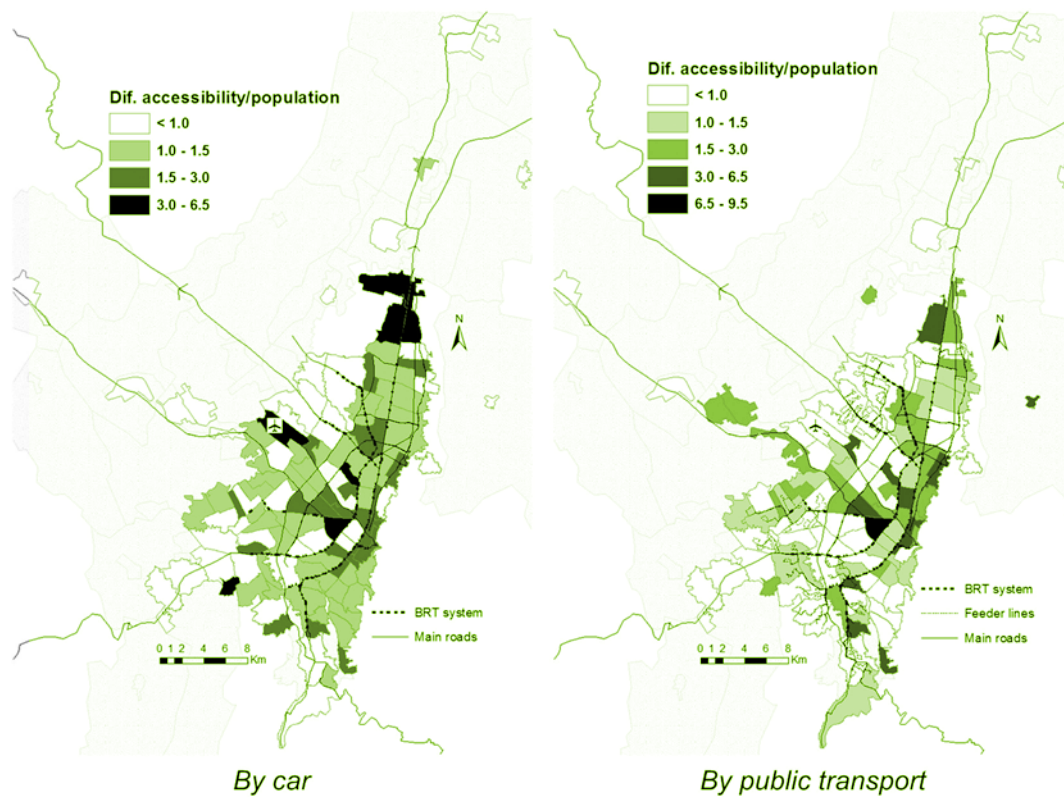 Dif. accessibility/population
< 1.0
1.0 - 1.5
1.5 - 3.0
3.0 - 6.5
N
BRT system
Main roads
0 1 2 4 6 8
Km
By car
Dif. accessibility/population
< 1.0
1.0 - 1.5
1.5 - 3.0
3.0 - 6.5
6.5 - 9.5
N
BRT system
Feeder lines
Main roads
0 1 2 4 6 8
Km
By public transport